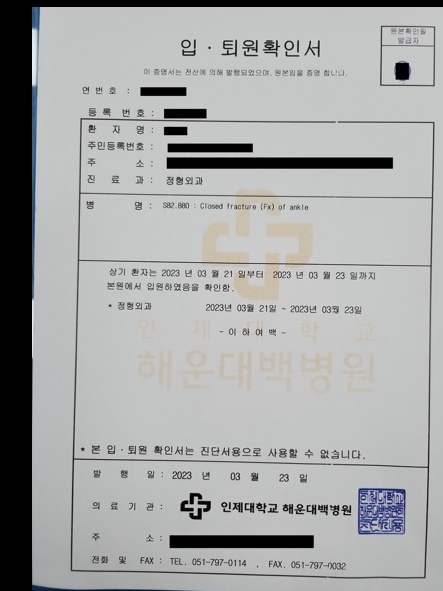 원본확인필
발급자
입 · 퇴원확인서
이 증명서는 전산에 의해 발행되었으며, 원본임을 증명 합니다.
연 번 호 :
등 록 번 호 :
환 자 명 :
주민등록번호 :
주 소 :
진 료 과 : 정형외과
병 명 : S82.880 : Closed fracture (Fx) of ankle
상기 환자는 2023 년 03 월 21 일부터 2023 년 03 월 23 일까지
본원에서 입원하였음을 확인함.
* 정형외과 2023년 03월 21일 ~ 2023년 03월 23일
- 이 하 여 백 -
인 제 대 학 교
해운대백병원
* 본 입 · 퇴원 확인서는 진단서용으로 사용할 수 없습니다.
발 행 일 : 2023 년 03 월 23 일
의 료 기 관 : 인제대학교 해운대백병원
주 소 :
전화 및 FAX : TEL. 051-797-0114 , FAX. 051-797-0032